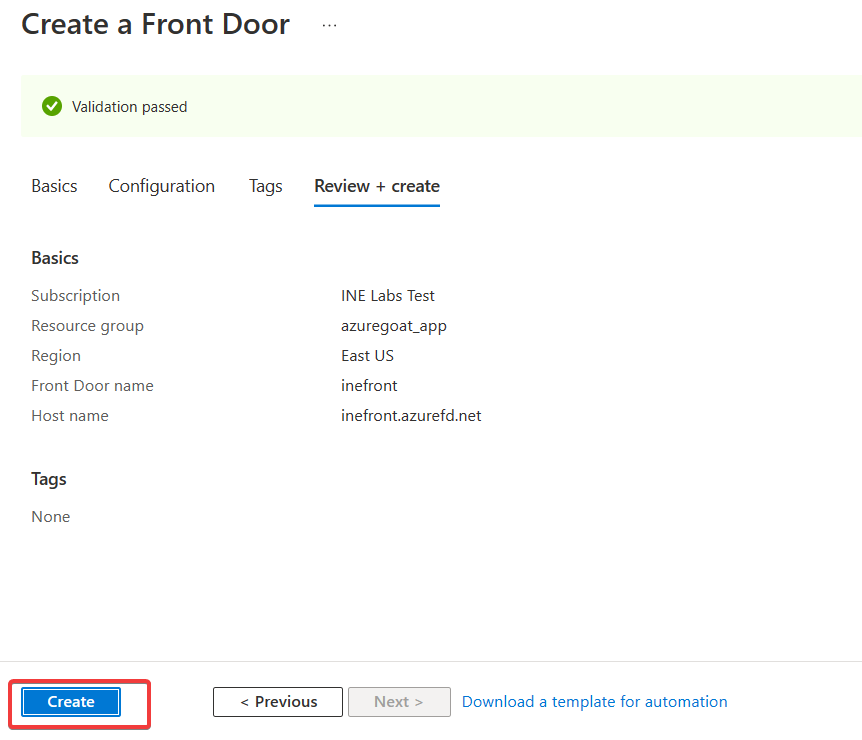 Create a Front Door ...
Validation passed
Basics Configuration Tags Review + create
Basics
Subscription INE Labs Test
Resource group azuregoat_app
Region East US
Front Door name inefront
Host name inefront.azurefd.net
Tags
None
Create < Previous Next > Download a template for automation